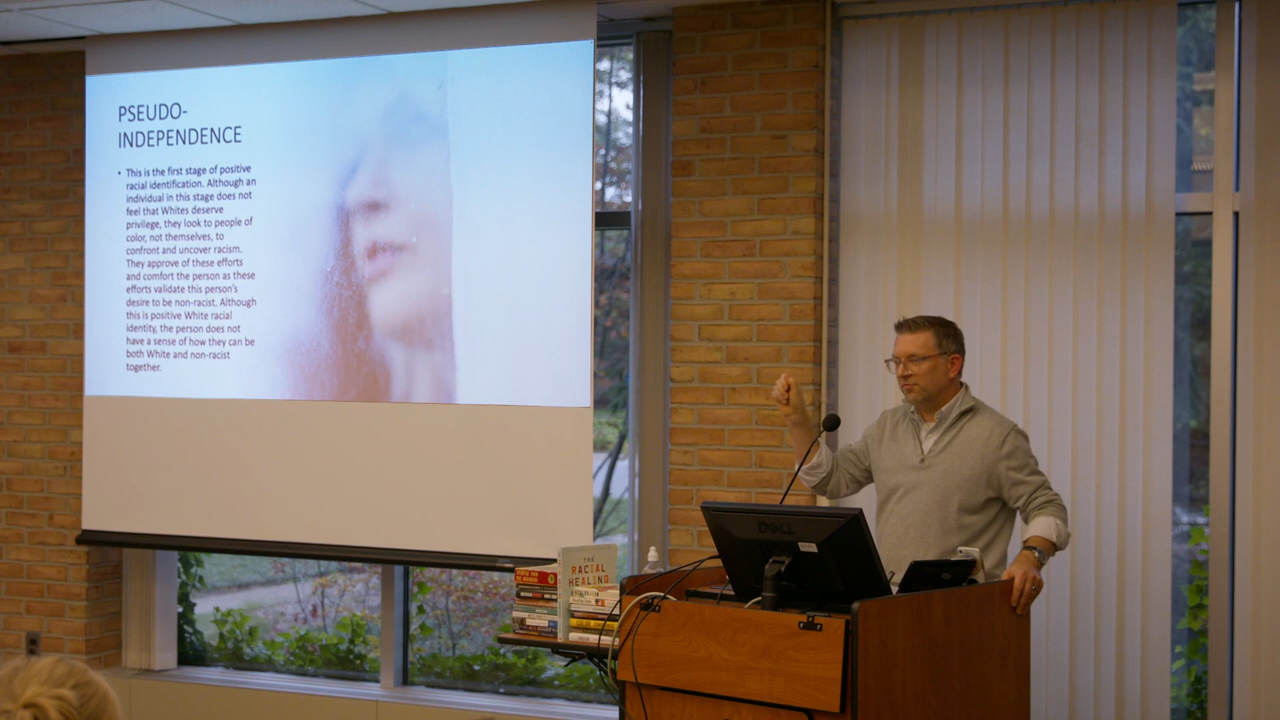 PSEUDO-
INDEPENDENCE
• This is the first stage of positive
racial identification. Although an
individual in this stage does not
feel that Whites deserve
privilege, they look to people of
color, not themselves, to
confront and uncover racism.
They approve of these efforts
and comfort the person as these
efforts validate this person's
desire to be non-racist. Although
this is positive White racial
identity, the person does not
have a sense of how they can be
both White and non-racist
together.
DELL
THE
RACIAL
HEALING